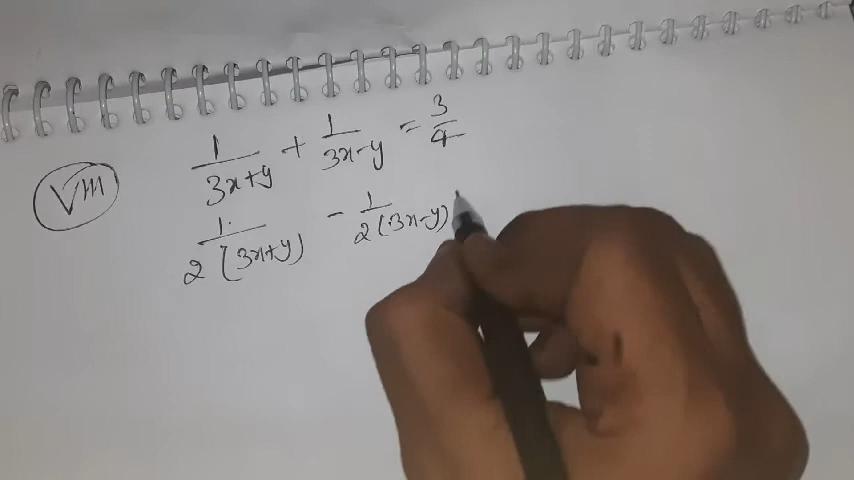 VIII 1/(3x+y) + 1/(3x-y) = 3/4
1/(2(3x+y)) - 1/(2(3x-y))